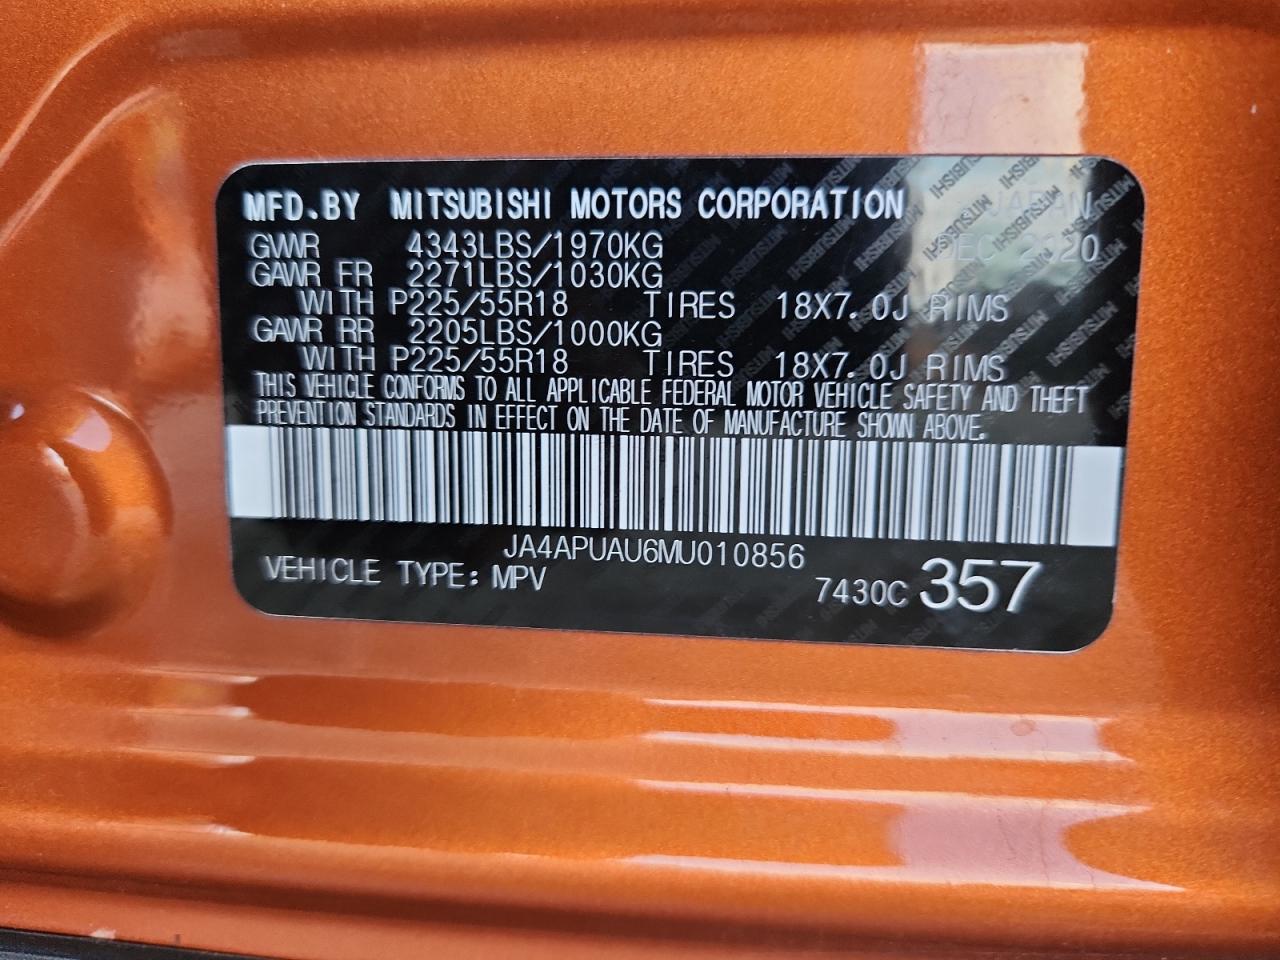 MFD.BY MITSUBISHI MOTORS CORPORATION JAPAN
GVWR 4343LBS/1970KG DEC 2020
GAWR FR 2271LBS/1030KG
WITH P225/55R18 TIRES 18X7.0J RIMS
GAWR RR 2205LBS/1000KG
WITH P225/55R18 TIRES 18X7.0J RIMS
THIS VEHICLE CONFORMS TO ALL APPLICABLE FEDERAL MOTOR VEHICLE SAFETY AND THEFT
PREVENTION STANDARDS IN EFFECT ON THE DATE OF MANUFACTURE SHOWN ABOVE.
JA4APUAU6MU010856
VEHICLE TYPE: MPV 7430C 357